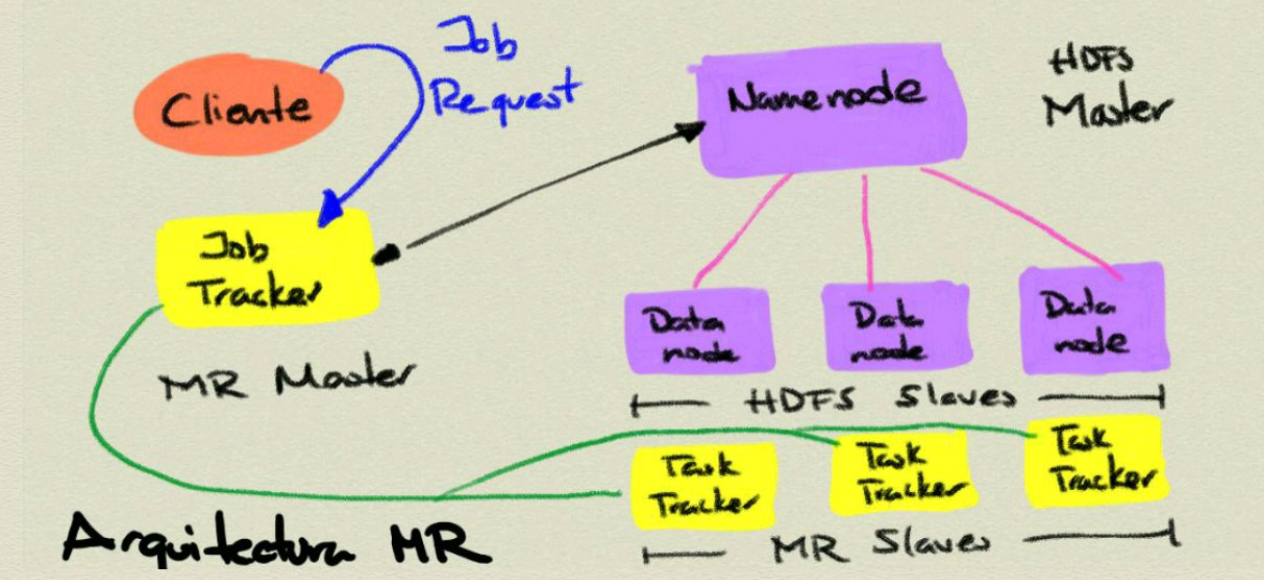 Job
Request
Cliente
Namenode
HDFS
Master
Job
Tracker
MR Master
Data
node
Data
node
Data
node
HDFS Slaves
Task
Tracker
Task
Tracker
Task
Tracker
MR Slaves
Arquitectura MR